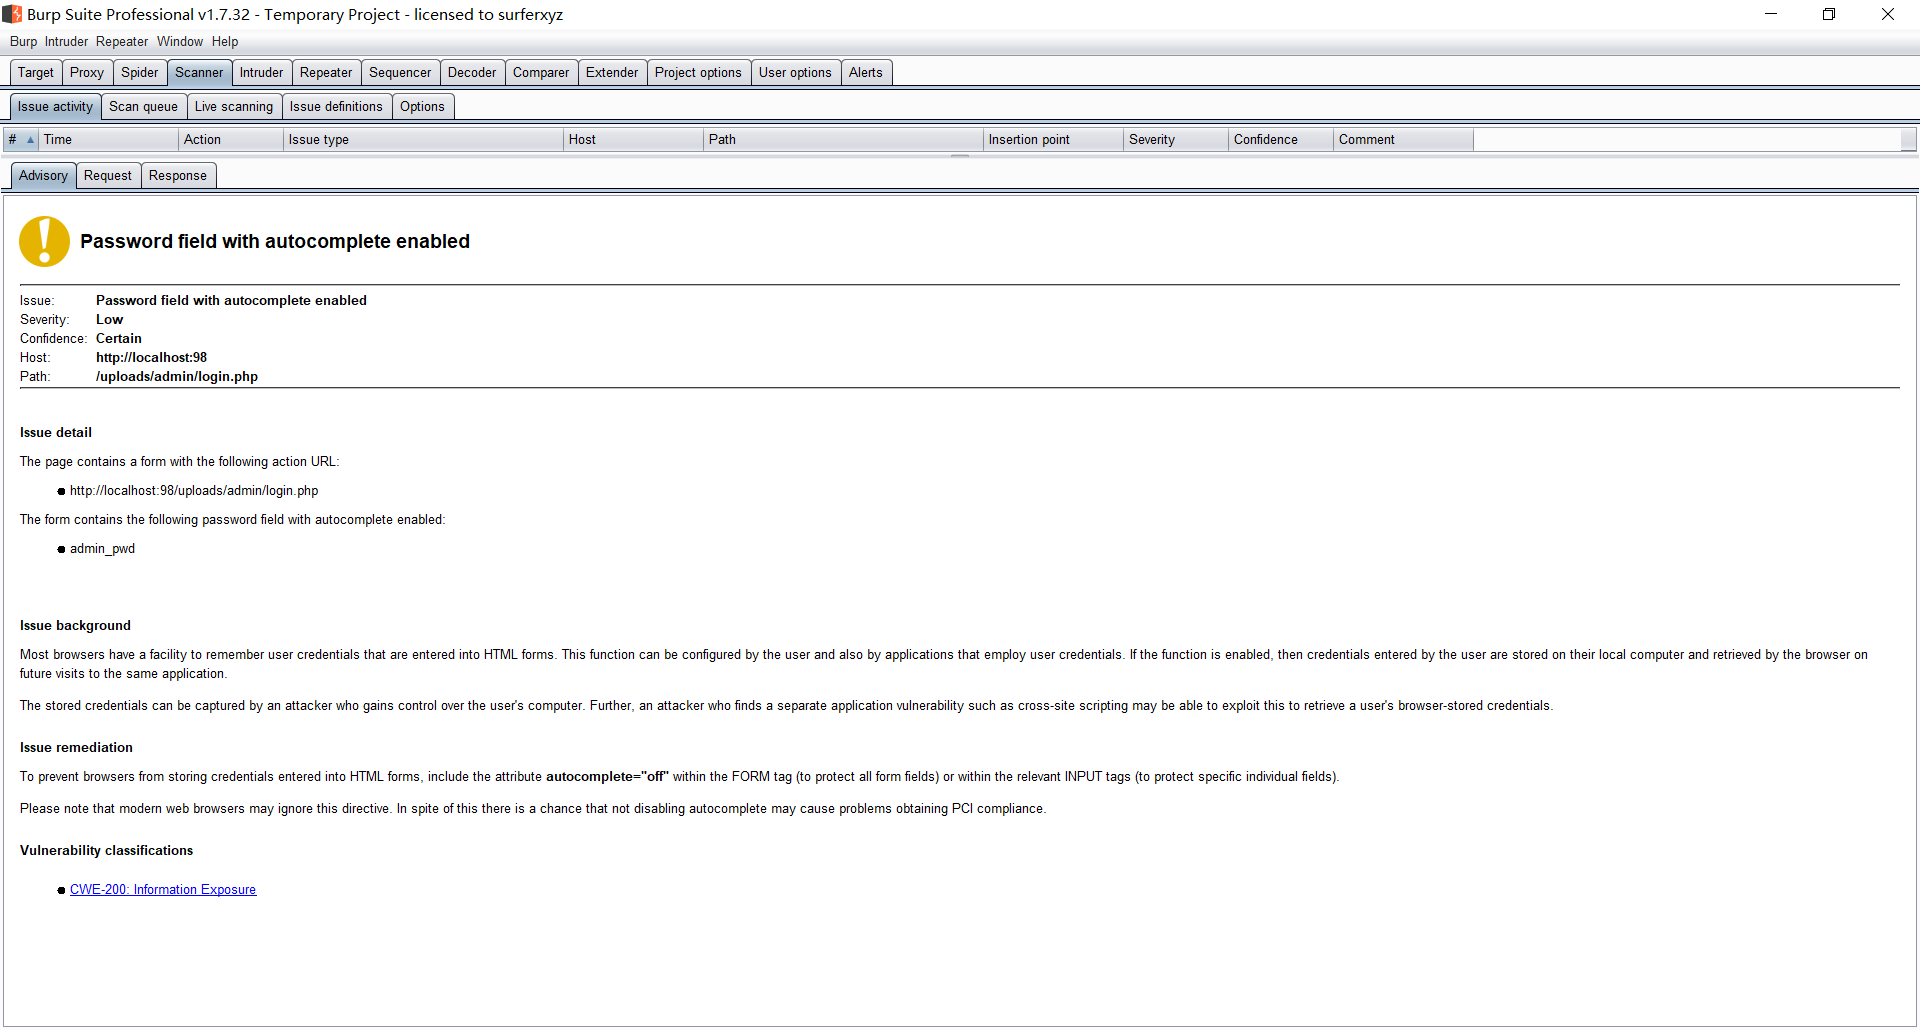 Burp Suite Professional v1.7.32 - Temporary Project - licensed to surferxyz
Burp Intruder Repeater Window Help
Target Proxy Spider Scanner Intruder Repeater Sequencer Decoder Comparer Extender Project options User options Alerts
Issue activity Scan queue Live scanning Issue definitions Options
# Time Action Issue type Host Path Insertion point Severity Confidence Comment
Advisory Request Response
Password field with autocomplete enabled
Issue: Password field with autocomplete enabled
Severity: Low
Confidence: Certain
Host: http://localhost:98
Path: /uploads/admin/login.php
Issue detail
The page contains a form with the following action URL:
http://localhost:98/uploads/admin/login.php
The form contains the following password field with autocomplete enabled:
admin_pwd
Issue background
Most browsers have a facility to remember user credentials that are entered into HTML forms. This function can be configured by the user and also by applications that employ user credentials. If the function is enabled, then credentials entered by the user are stored on their local computer and retrieved by the browser on
future visits to the same application.
The stored credentials can be captured by an attacker who gains control over the user's computer. Further, an attacker who finds a separate application vulnerability such as cross-site scripting may be able to exploit this to retrieve a user's browser-stored credentials.
Issue remediation
To prevent browsers from storing credentials entered into HTML forms, include the attribute autocomplete="off" within the FORM tag (to protect all form fields) or within the relevant INPUT tags (to protect specific individual fields).
Please note that modern web browsers may ignore this directive. In spite of this there is a chance that not disabling autocomplete may cause problems obtaining PCI compliance.
Vulnerability classifications
CWE-200: Information Exposure